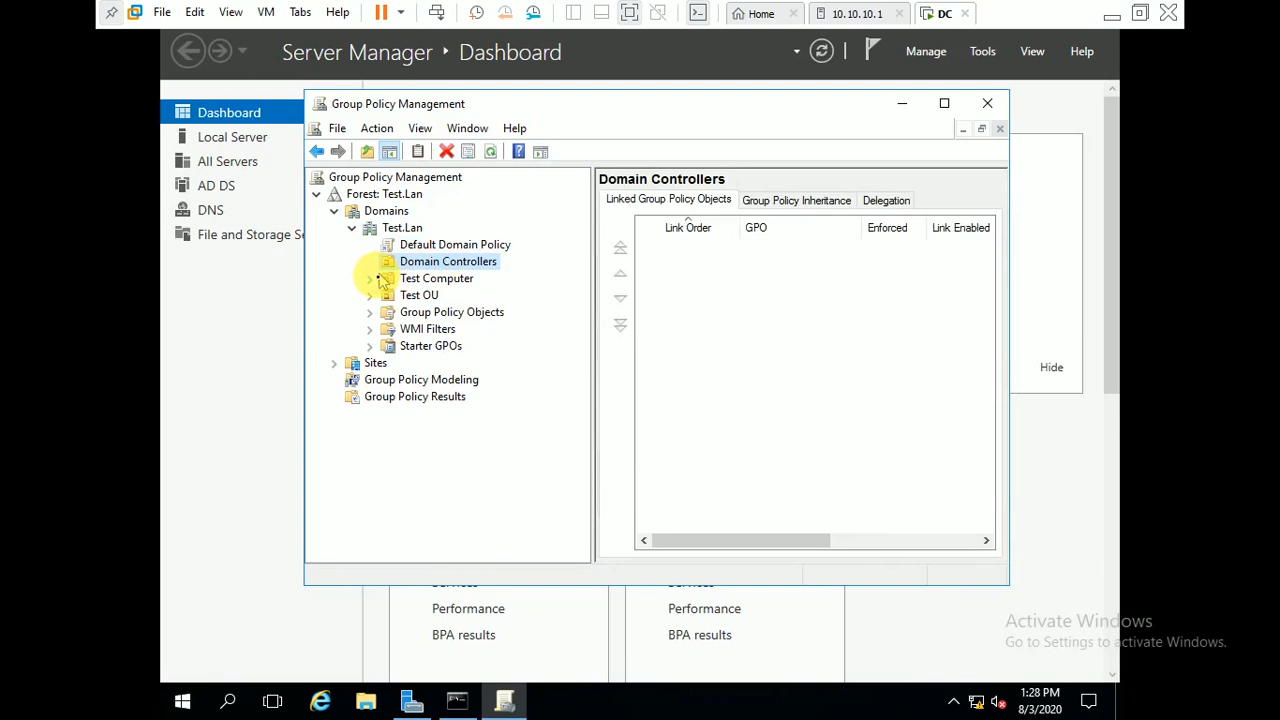 File Edit View VM Tabs Help
Home
10.10.10.1
DC
Server Manager
Dashboard
Manage Tools View Help
Dashboard
Local Server
All Servers
AD DS
DNS
File and Storage Se
Group Policy Management
File Action View Window Help
Group Policy Management
Forest: Test.Lan
Domains
Test.Lan
Default Domain Policy
Domain Controllers
Test Computer
Test OU
Group Policy Objects
WMI Filters
Starter GPOs
Sites
Group Policy Modeling
Group Policy Results
Domain Controllers
Linked Group Policy Objects Group Policy Inheritance Delegation
Link Order GPO Enforced Link Enabled
Hide
Performance
BPA results
Performance
BPA results
Activate Windows
Go to Settings to activate Windows.
1:28 PM
8/3/2020